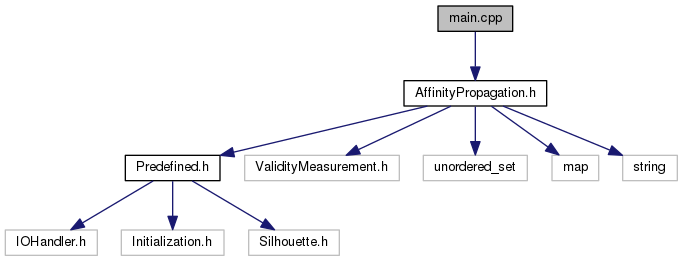 main.cpp
AffinityPropagation.h
Predefined.h
ValidityMeasurement.h
unordered_set
map
string
IOHandler.h
Initialization.h
Silhouette.h